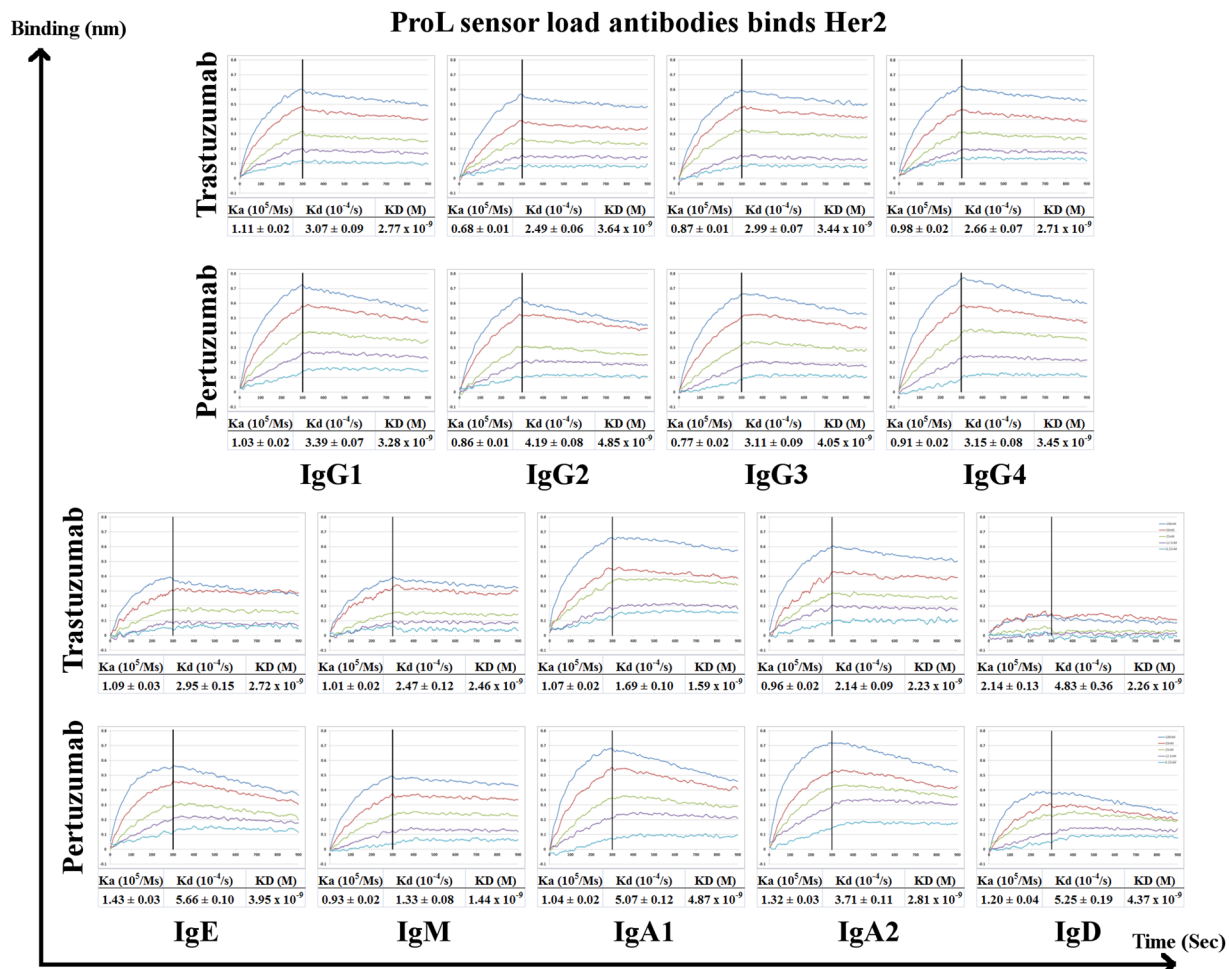 ProL sensor load antibodies binds Her2
Binding (nm)
Trastuzumab
Ka (10⁵/Ms) Kd (10⁻⁴/s) KD (M)
1.11 ± 0.02 3.07 ± 0.09 2.77 x 10⁻⁹
Ka (10⁵/Ms) Kd (10⁻⁴/s) KD (M)
0.68 ± 0.01 2.49 ± 0.06 3.64 x 10⁻⁹
Ka (10⁵/Ms) Kd (10⁻⁴/s) KD (M)
0.87 ± 0.01 2.99 ± 0.07 3.44 x 10⁻⁹
Ka (10⁵/Ms) Kd (10⁻⁴/s) KD (M)
0.98 ± 0.02 2.66 ± 0.07 2.71 x 10⁻⁹
Pertuzumab
Ka (10⁵/Ms) Kd (10⁻⁴/s) KD (M)
1.03 ± 0.02 3.39 ± 0.07 3.28 x 10⁻⁹
Ka (10⁵/Ms) Kd (10⁻⁴/s) KD (M)
0.86 ± 0.01 4.19 ± 0.08 4.85 x 10⁻⁹
Ka (10⁵/Ms) Kd (10⁻⁴/s) KD (M)
0.77 ± 0.02 3.11 ± 0.09 4.05 x 10⁻⁹
Ka (10⁵/Ms) Kd (10⁻⁴/s) KD (M)
0.91 ± 0.02 3.15 ± 0.08 3.45 x 10⁻⁹
IgG1 IgG2 IgG3 IgG4
Trastuzumab
Ka (10⁵/Ms) Kd (10⁻⁴/s) KD (M)
1.09 ± 0.03 2.95 ± 0.15 2.72 x 10⁻⁹
Ka (10⁵/Ms) Kd (10⁻⁴/s) KD (M)
1.01 ± 0.02 2.47 ± 0.12 2.46 x 10⁻⁹
Ka (10⁵/Ms) Kd (10⁻⁴/s) KD (M)
1.07 ± 0.02 1.69 ± 0.10 1.59 x 10⁻⁹
Ka (10⁵/Ms) Kd (10⁻⁴/s) KD (M)
0.96 ± 0.02 2.14 ± 0.09 2.23 x 10⁻⁹
Ka (10⁵/Ms) Kd (10⁻⁴/s) KD (M)
2.14 ± 0.13 4.83 ± 0.36 2.26 x 10⁻⁹
Pertuzumab
Ka (10⁵/Ms) Kd (10⁻⁴/s) KD (M)
1.43 ± 0.03 5.66 ± 0.10 3.95 x 10⁻⁹
Ka (10⁵/Ms) Kd (10⁻⁴/s) KD (M)
0.93 ± 0.02 1.33 ± 0.08 1.44 x 10⁻⁹
Ka (10⁵/Ms) Kd (10⁻⁴/s) KD (M)
1.04 ± 0.02 5.07 ± 0.12 4.87 x 10⁻⁹
Ka (10⁵/Ms) Kd (10⁻⁴/s) KD (M)
1.32 ± 0.03 3.71 ± 0.11 2.81 x 10⁻⁹
Ka (10⁵/Ms) Kd (10⁻⁴/s) KD (M)
1.20 ± 0.04 5.25 ± 0.19 4.37 x 10⁻⁹
IgE IgM IgA1 IgA2 IgD
Time (Sec)